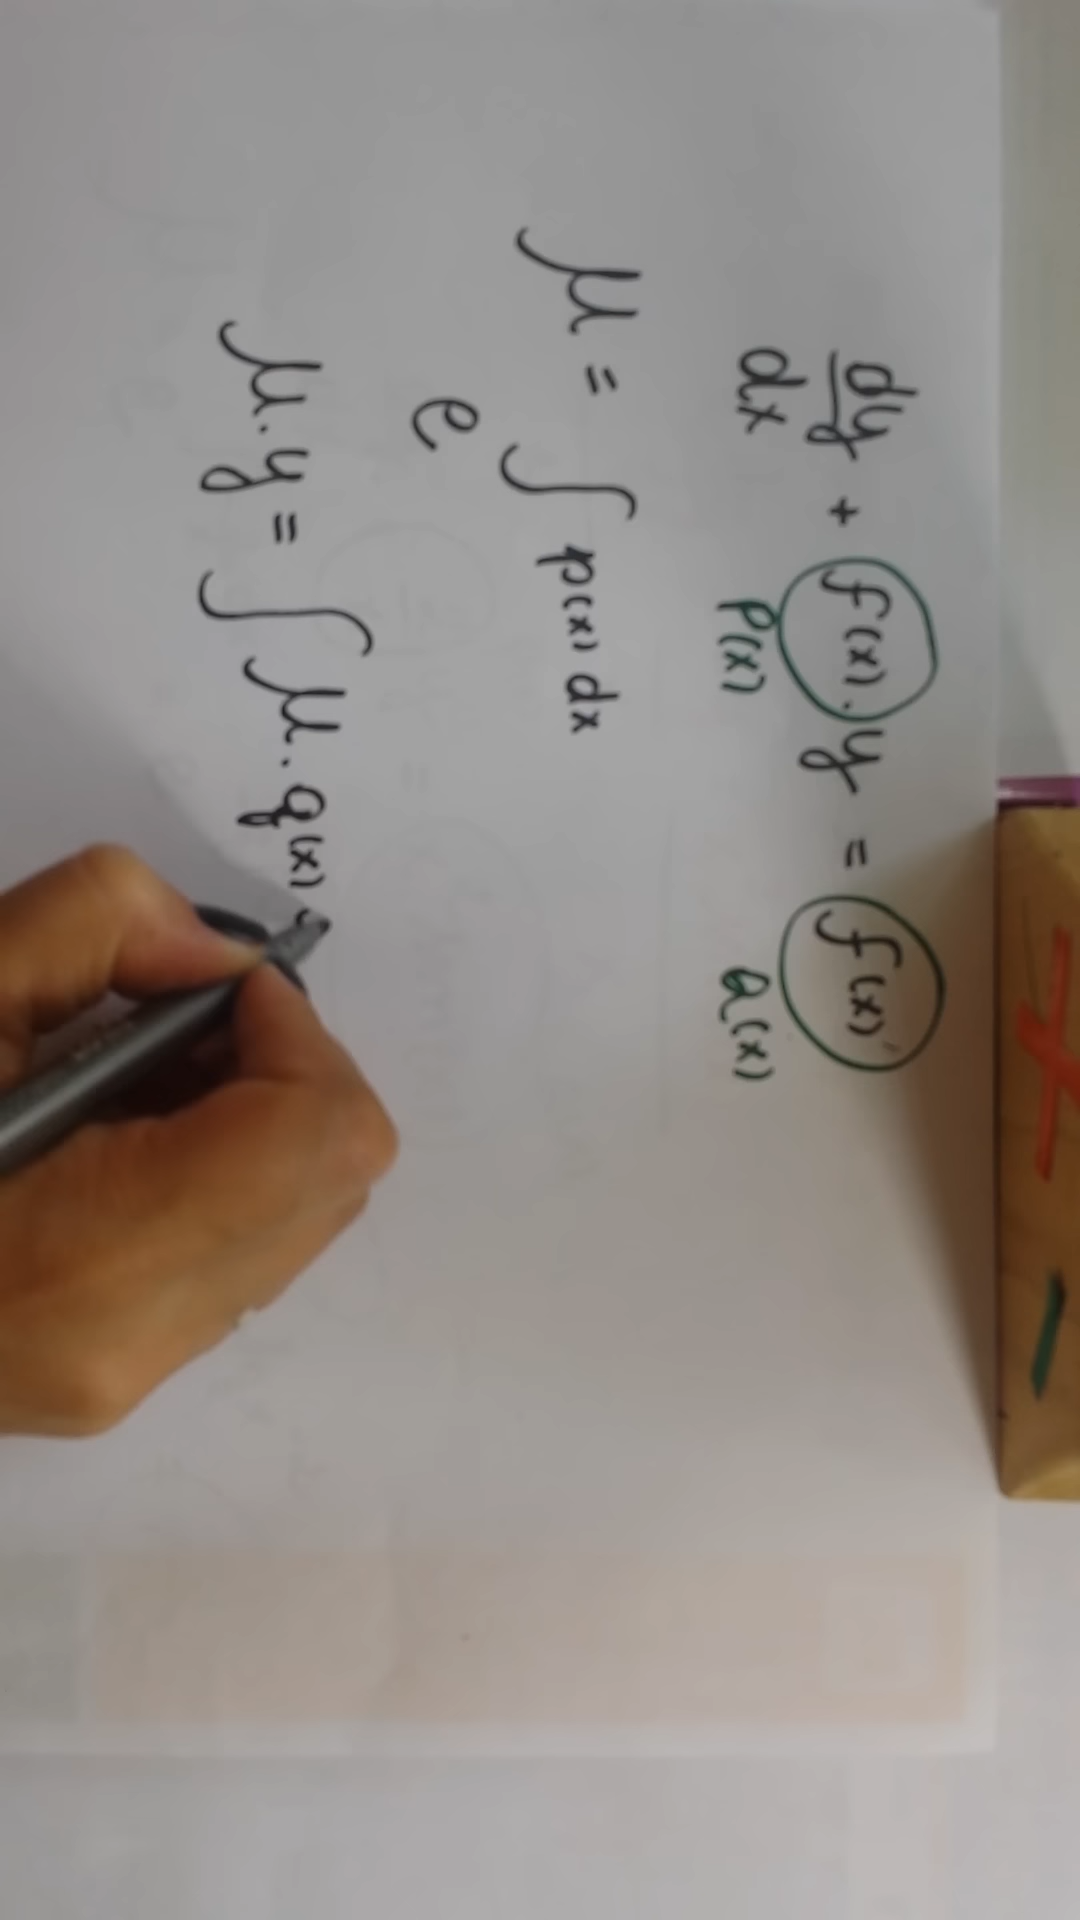 dy/dx + f(x).y = f(x)
P(x) Q(x)
μ = e^∫p(x)dx
μ.y = ∫μ.q(x)